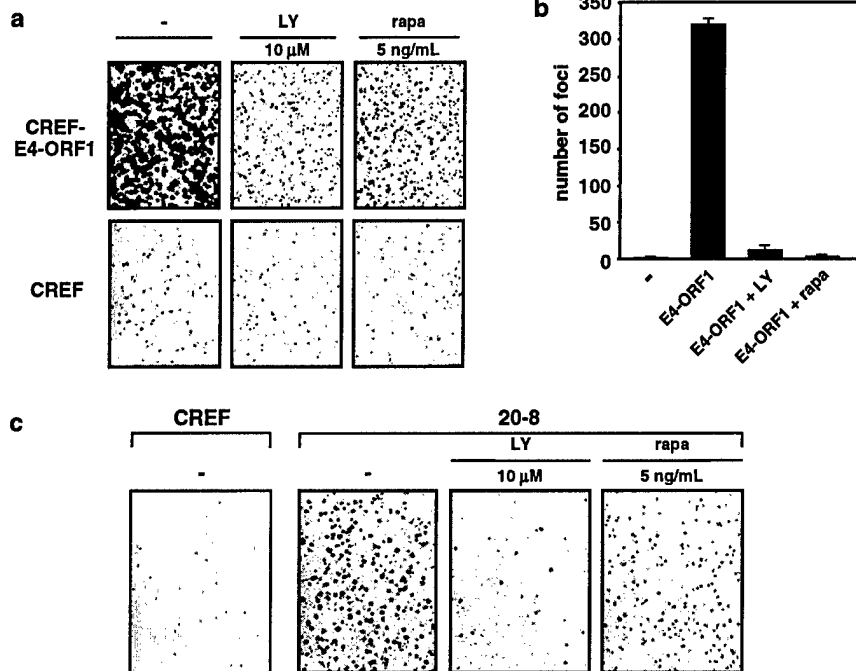 a
-
LY
rapa
10 µM
5 ng/mL
CREF-
E4-ORF1
CREF
b
number of foci
350
300
250
200
150
100
50
0
-
E4-ORF1
E4-ORF1 + LY
E4-ORF1 + rapa
c
CREF
20-8
LY
rapa
-
-
10 µM
5 ng/mL